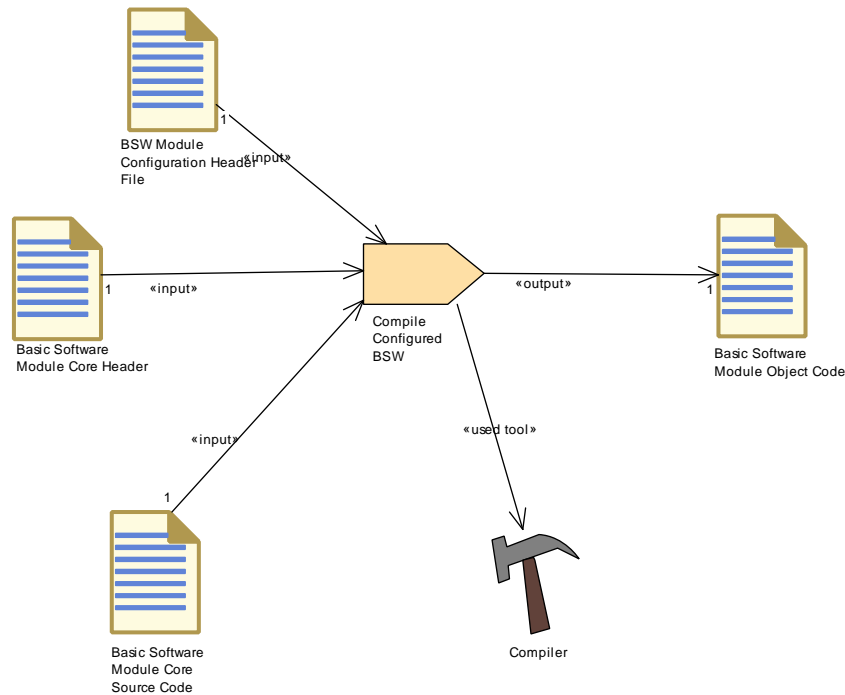 1
BSW Module
Configuration Header
File
«input»
1
«input»
Basic Software
Module Core Header
Compile
Configured
BSW
«output»
1
Basic Software
Module Object Code
«input»
«used tool»
1
Basic Software
Module Core
Source Code
Compiler